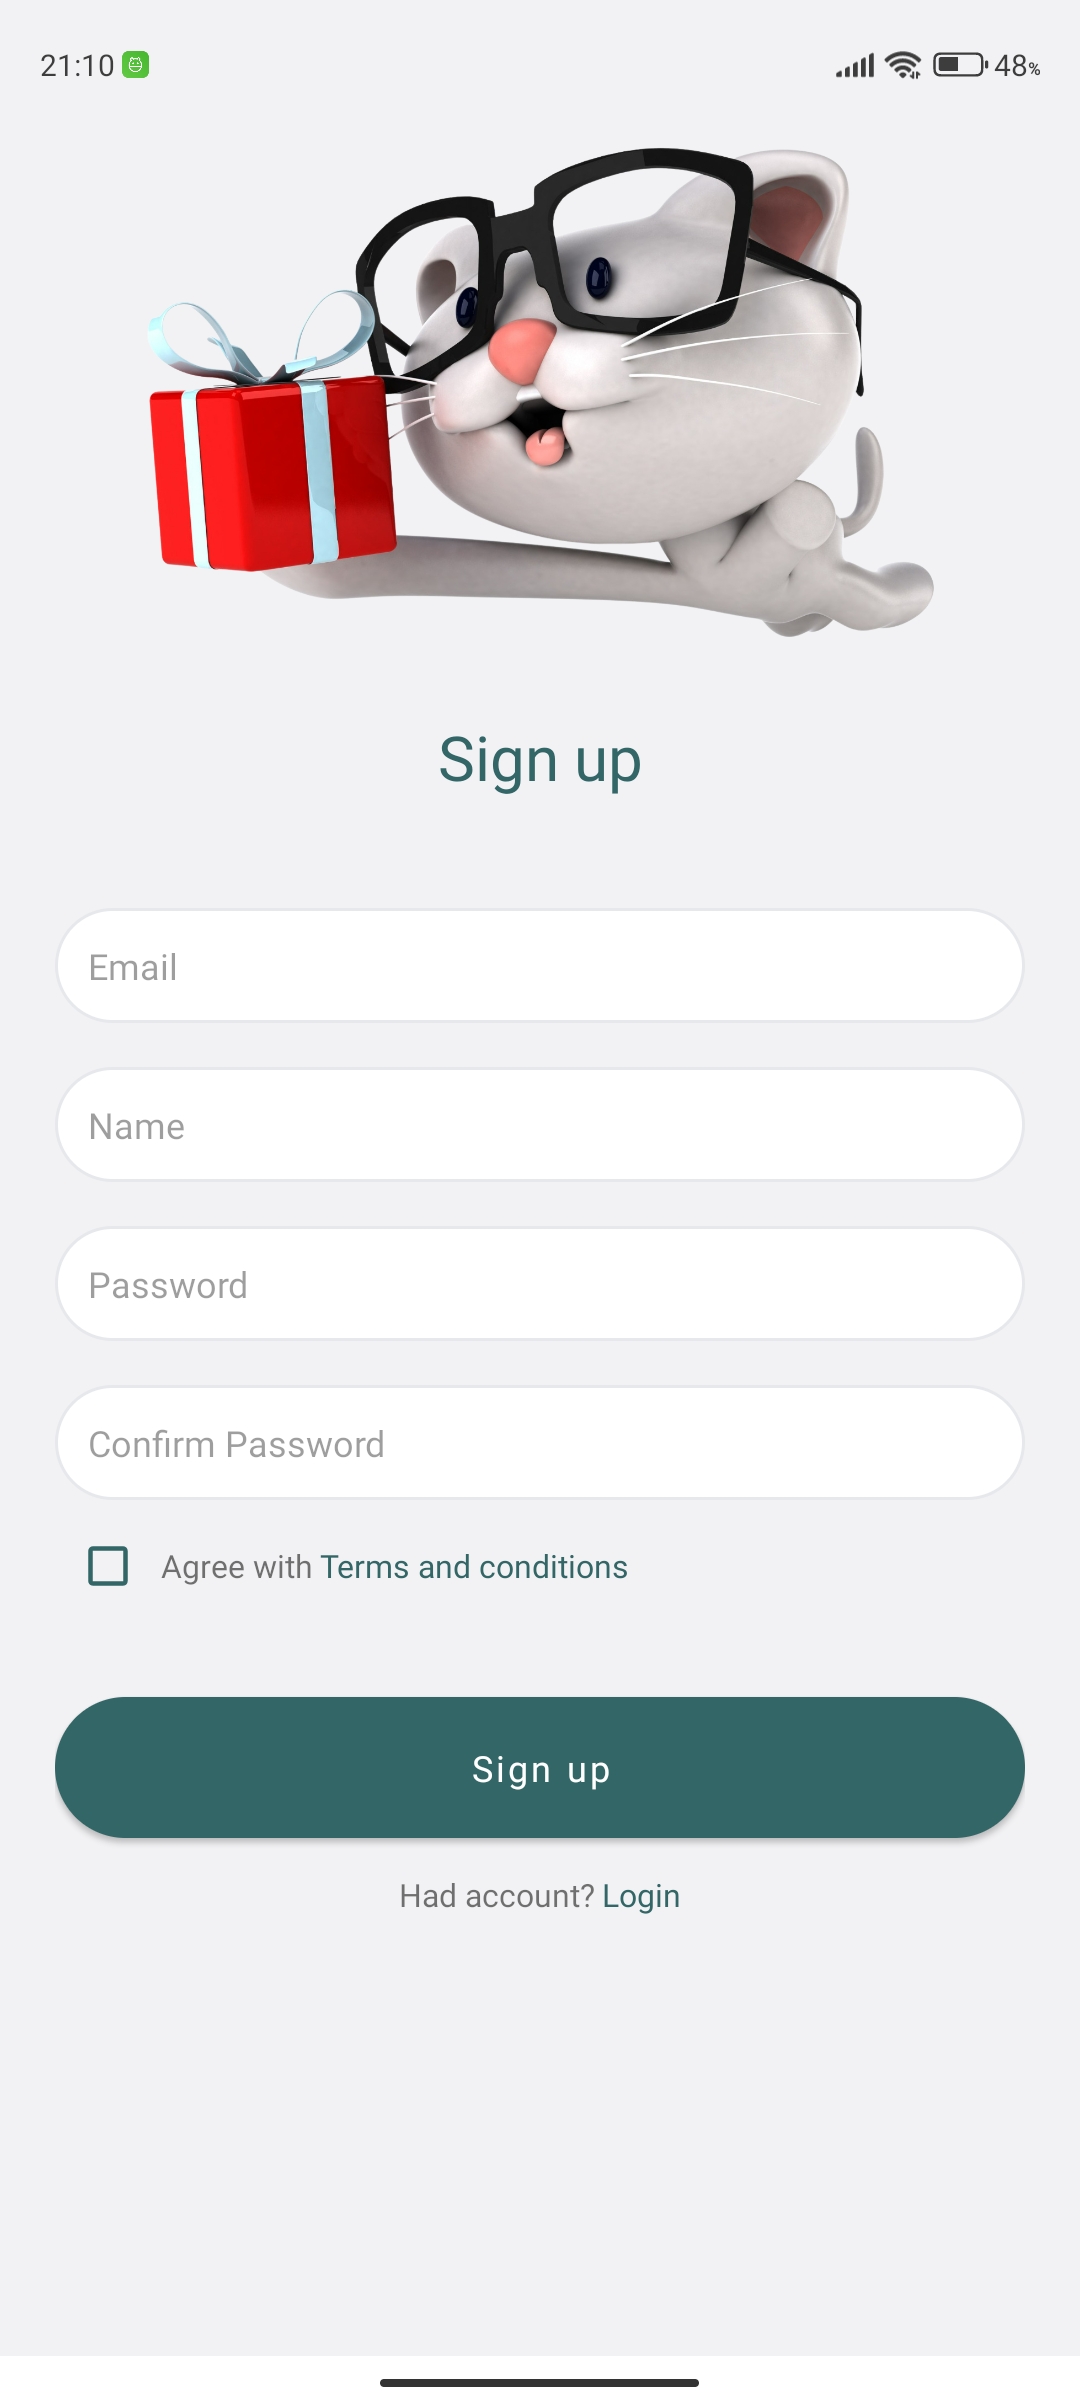 21:10 48%
Sign up
Email
Name
Password
Confirm Password
Agree with Terms and conditions
Sign up
Had account? Login